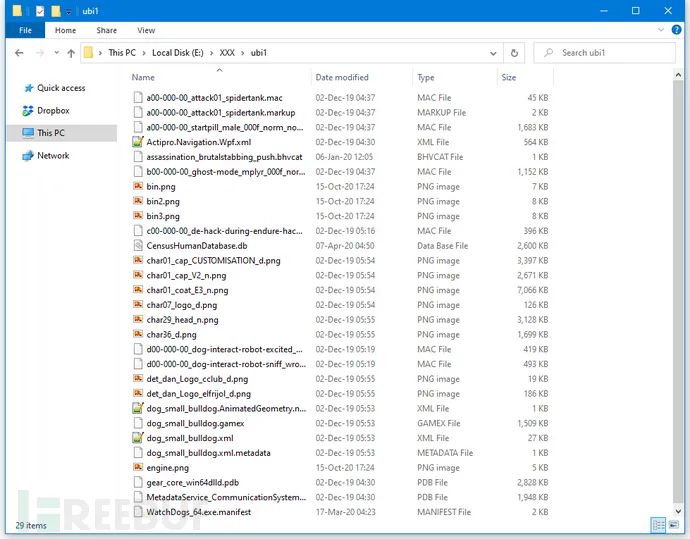 ubi1
File Home Share View
This PC Local Disk (E:) XXX ubi1 Search ubi1
Name Date modified Type Size
Quick access
Dropbox
This PC
Network
a00-000-00_attack01_spidertank.mac 02-Dec-19 04:37 MAC File 45 KB
a00-000-00_attack01_spidertank.markup 02-Dec-19 04:37 MARKUP File 2 KB
a00-000-00_startpill_male_000f_norm_no... 02-Dec-19 04:37 MAC File 1,683 KB
Actipro.Navigation.Wpf.xml 02-Dec-19 04:30 XML File 564 KB
assassination_brutalstabbing_push.bhvcat 06-Jan-20 12:05 BHVCAT File 6 KB
b00-000-00_ghost-mode_mplyr_000f_nor... 02-Dec-19 04:37 MAC File 1,152 KB
bin.png 15-Oct-20 17:24 PNG image 7 KB
bin2.png 15-Oct-20 17:24 PNG image 8 KB
bin3.png 15-Oct-20 17:24 PNG image 8 KB
c00-000-00_de-hack-during-endure-hac... 02-Dec-19 05:16 MAC File 396 KB
CensusHumanDatabase.db 07-Apr-20 04:50 Data Base File 2,600 KB
char01_cap_CUSTOMISATION_d.png 02-Dec-19 05:54 PNG image 3,397 KB
char01_cap_V2_n.png 02-Dec-19 05:54 PNG image 2,671 KB
char01_coat_E3_n.png 02-Dec-19 05:54 PNG image 7,066 KB
char07_logo_d.png 02-Dec-19 05:54 PNG image 126 KB
char29_head_n.png 02-Dec-19 05:55 PNG image 3,128 KB
char36_d.png 02-Dec-19 05:55 PNG image 1,699 KB
d00-000-00_dog-interact-robot-excited_... 02-Dec-19 05:19 MAC File 419 KB
d00-000-00_dog-interact-robot-sniff_wro... 02-Dec-19 05:19 MAC File 493 KB
det_dan_Logo_cclub_d.png 02-Dec-19 05:55 PNG image 19 KB
det_dan_Logo_elfrijol_d.png 02-Dec-19 05:55 PNG image 186 KB
dog_small_bulldog.AnimatedGeometry.n... 02-Dec-19 05:53 XML File 1 KB
dog_small_bulldog.gamex 02-Dec-19 05:53 GAMEX File 1,509 KB
dog_small_bulldog.xml 02-Dec-19 05:53 XML File 27 KB
dog_small_bulldog.xml.metadata 02-Dec-19 05:53 METADATA File 1 KB
engine.png 15-Oct-20 17:24 PNG image 5 KB
gear_core_win64dlld.pdb 02-Dec-19 04:30 PDB File 2,828 KB
MetadataService_CommunicationSystem... 02-Dec-19 04:30 PDB File 1,948 KB
WatchDogs_64.exe.manifest 17-Mar-20 04:23 MANIFEST File 2 KB
FREEBUF
29 items